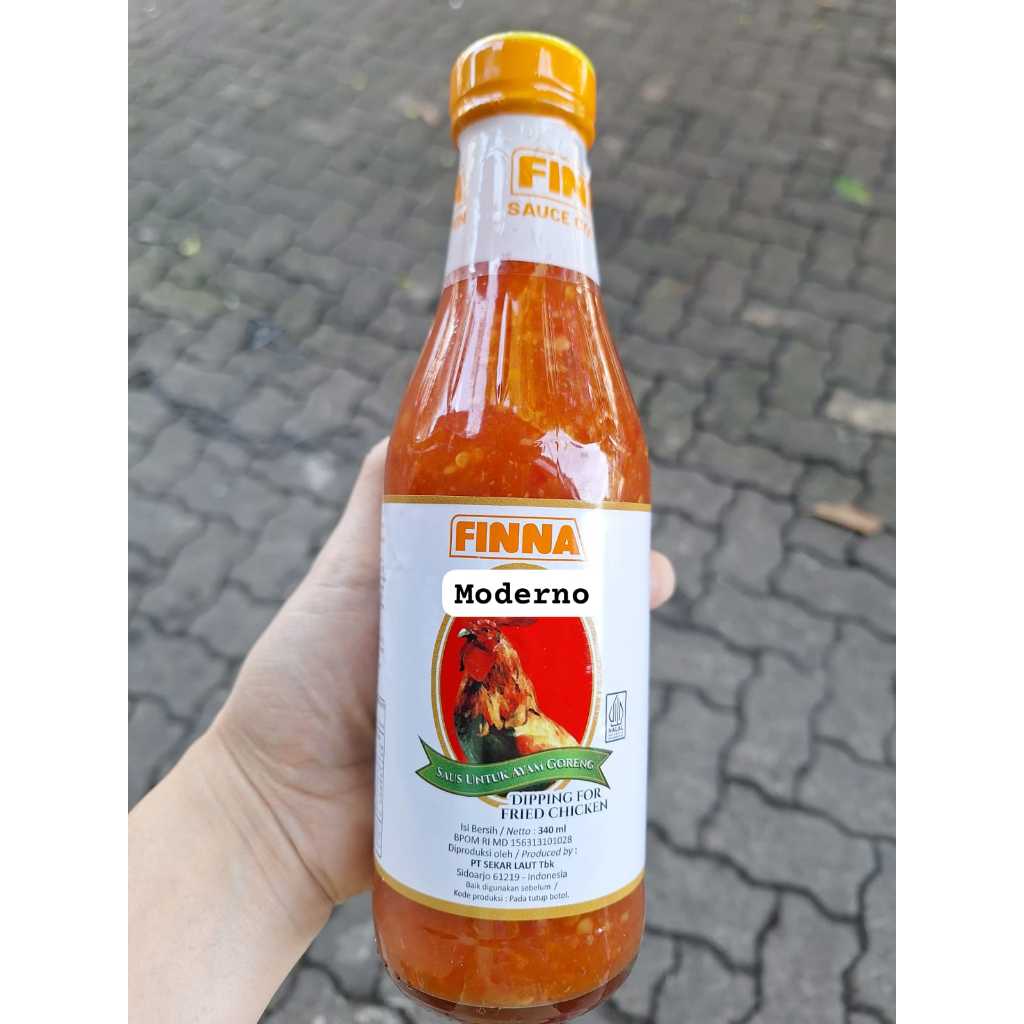 FINNA
SAUCE
FINNA
Moderno
HALAL
SAUS UNTUK AYAM GORENG
DIPPING FOR
FRIED CHICKEN
Isi Bersih / Netto : 340 ml
BPOM RI MD 156313101028
Diproduksi oleh / Produced by :
PT SEKAR LAUT Tbk
Sidoarjo 61219 - Indonesia
Baik digunakan sebelum /
Kode produksi : Pada tutup botol.